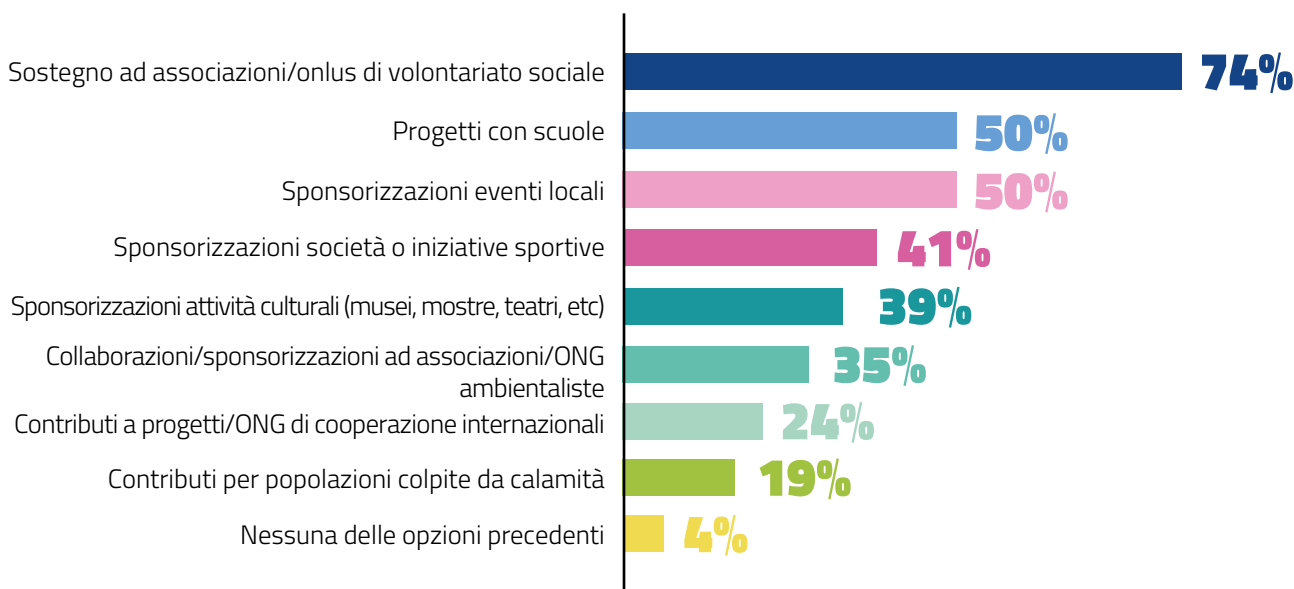 Sostegno ad associazioni/onlus di volontariato sociale 74%
Progetti con scuole 50%
Sponsorizzazioni eventi locali 50%
Sponsorizzazioni società o iniziative sportive 41%
Sponsorizzazioni attività culturali (musei, mostre, teatri, etc) 39%
Collaborazioni/sponsorizzazioni ad associazioni/ONG
ambientaliste 35%
Contributi a progetti/ONG di cooperazione internazionali 24%
Contributi per popolazioni colpite da calamità 19%
Nessuna delle opzioni precedenti 4%